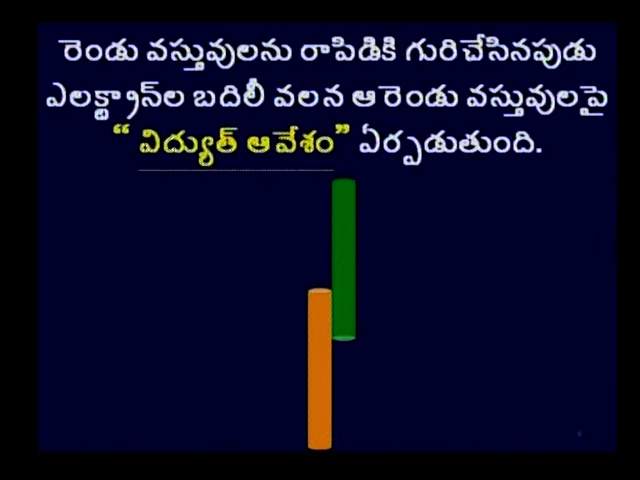 రెండు వస్తువులను రాపిడికి గురిచేసినపుడు
ఎలక్ట్రాన్‌ల బదిలీ వలన ఆ రెండు వస్తువులపై
“ విద్యుత్ ఆవేశం” ఏర్పడుతుంది.